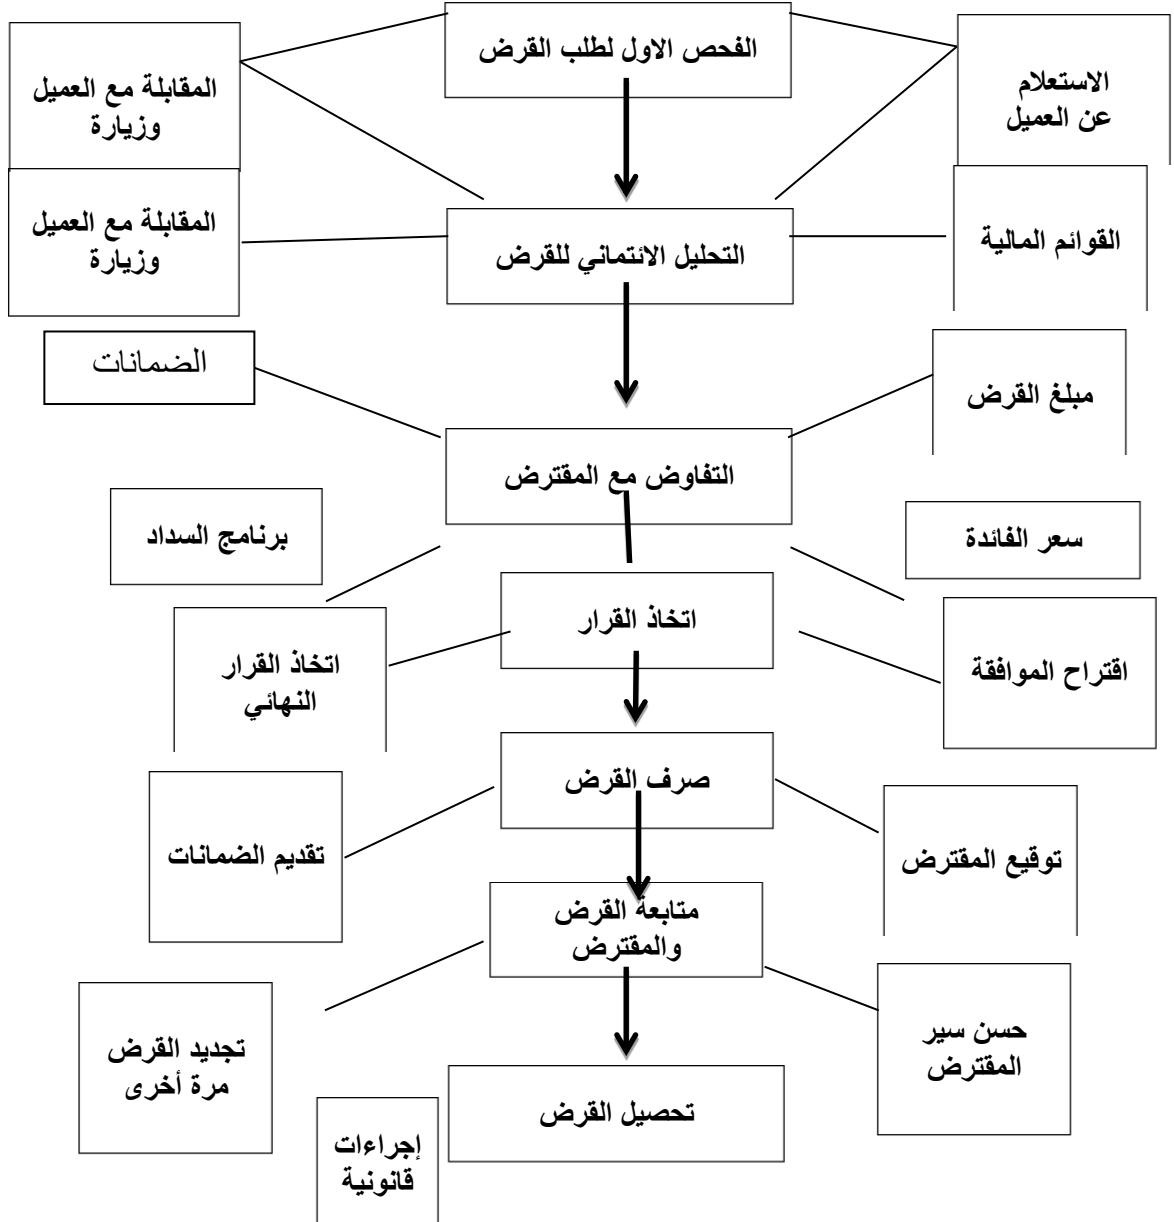 الفحص الاول لطلب القرض
الاستعلام
عن العميل
المقابلة مع العميل
وزيارة
القوائم المالية
التحليل الائتماني للقرض
المقابلة مع العميل
وزيارة
مبلغ القرض
الضمانات
التفاوض مع المقترض
سعر الفائدة
برنامج السداد
اتخاذ القرار
اقتراح الموافقة
اتخاذ القرار
النهائي
صرف القرض
توقيع المقترض
تقديم الضمانات
متابعة القرض
والمقترض
حسن سير
المقترض
تجديد القرض
مرة أخرى
تحصيل القرض
إجراءات
قانونية